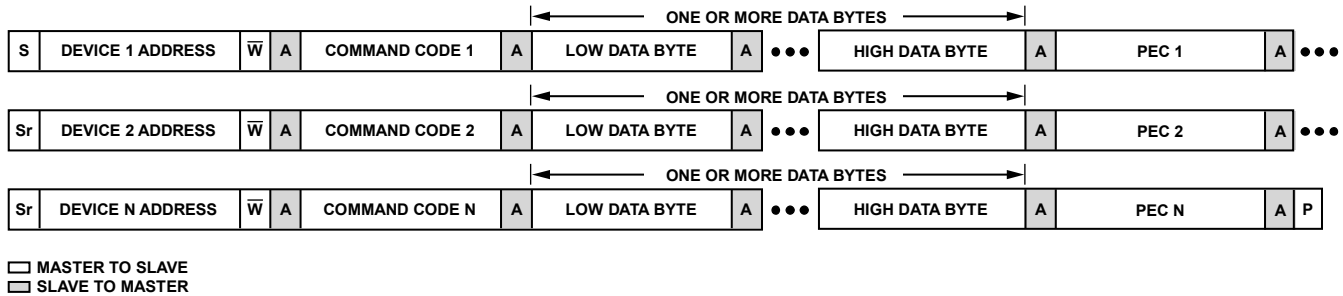 ONE OR MORE DATA BYTES
S DEVICE 1 ADDRESS W̅ A COMMAND CODE 1 A LOW DATA BYTE A ••• HIGH DATA BYTE A PEC 1 A •••
ONE OR MORE DATA BYTES
Sr DEVICE 2 ADDRESS W̅ A COMMAND CODE 2 A LOW DATA BYTE A ••• HIGH DATA BYTE A PEC 2 A •••
ONE OR MORE DATA BYTES
Sr DEVICE N ADDRESS W̅ A COMMAND CODE N A LOW DATA BYTE A ••• HIGH DATA BYTE A PEC N A P
MASTER TO SLAVE
SLAVE TO MASTER